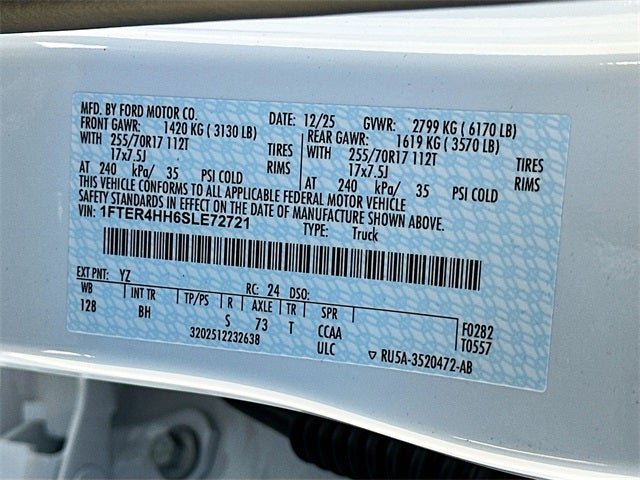 MFD. BY FORD MOTOR CO. DATE: 12/25 GVWR: 2799 KG ( 6170 LB)
FRONT GAWR: 1420 KG ( 3130 LB) REAR GAWR: 1619 KG ( 3570 LB)
WITH 255/70R17 112T TIRES WITH 255/70R17 112T TIRES
17x7.5J RIMS 17x7.5J RIMS
AT 240 kPa/ 35 PSI COLD AT 240 kPa/ 35 PSI COLD
THIS VEHICLE CONFORMS TO ALL APPLICABLE FEDERAL MOTOR VEHICLE
SAFETY STANDARDS IN EFFECT ON THE DATE OF MANUFACTURE SHOWN ABOVE.
VIN: 1FTER4HH6SLE72721 TYPE: Truck
EXT PNT: YZ RC: 24 DSO:
WB INT TR TP/PS R AXLE TR SPR F0282
128 BH S 73 T CCAA T0557
3202512232638 ULC RU5A-3520472-AB